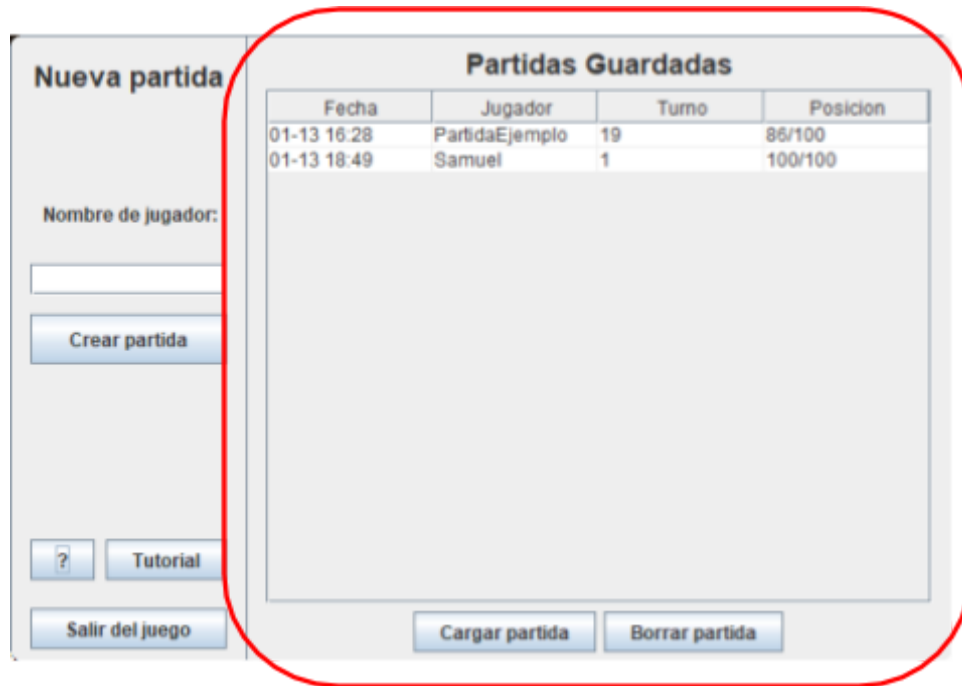 Nueva partida
Nombre de jugador:
Crear partida
?
Tutorial
Salir del juego
Partidas Guardadas
Fecha Jugador Turno Posicion
01-13 16:28 PartidaEjemplo 19 86/100
01-13 18:49 Samuel 1 100/100
Cargar partida
Borrar partida